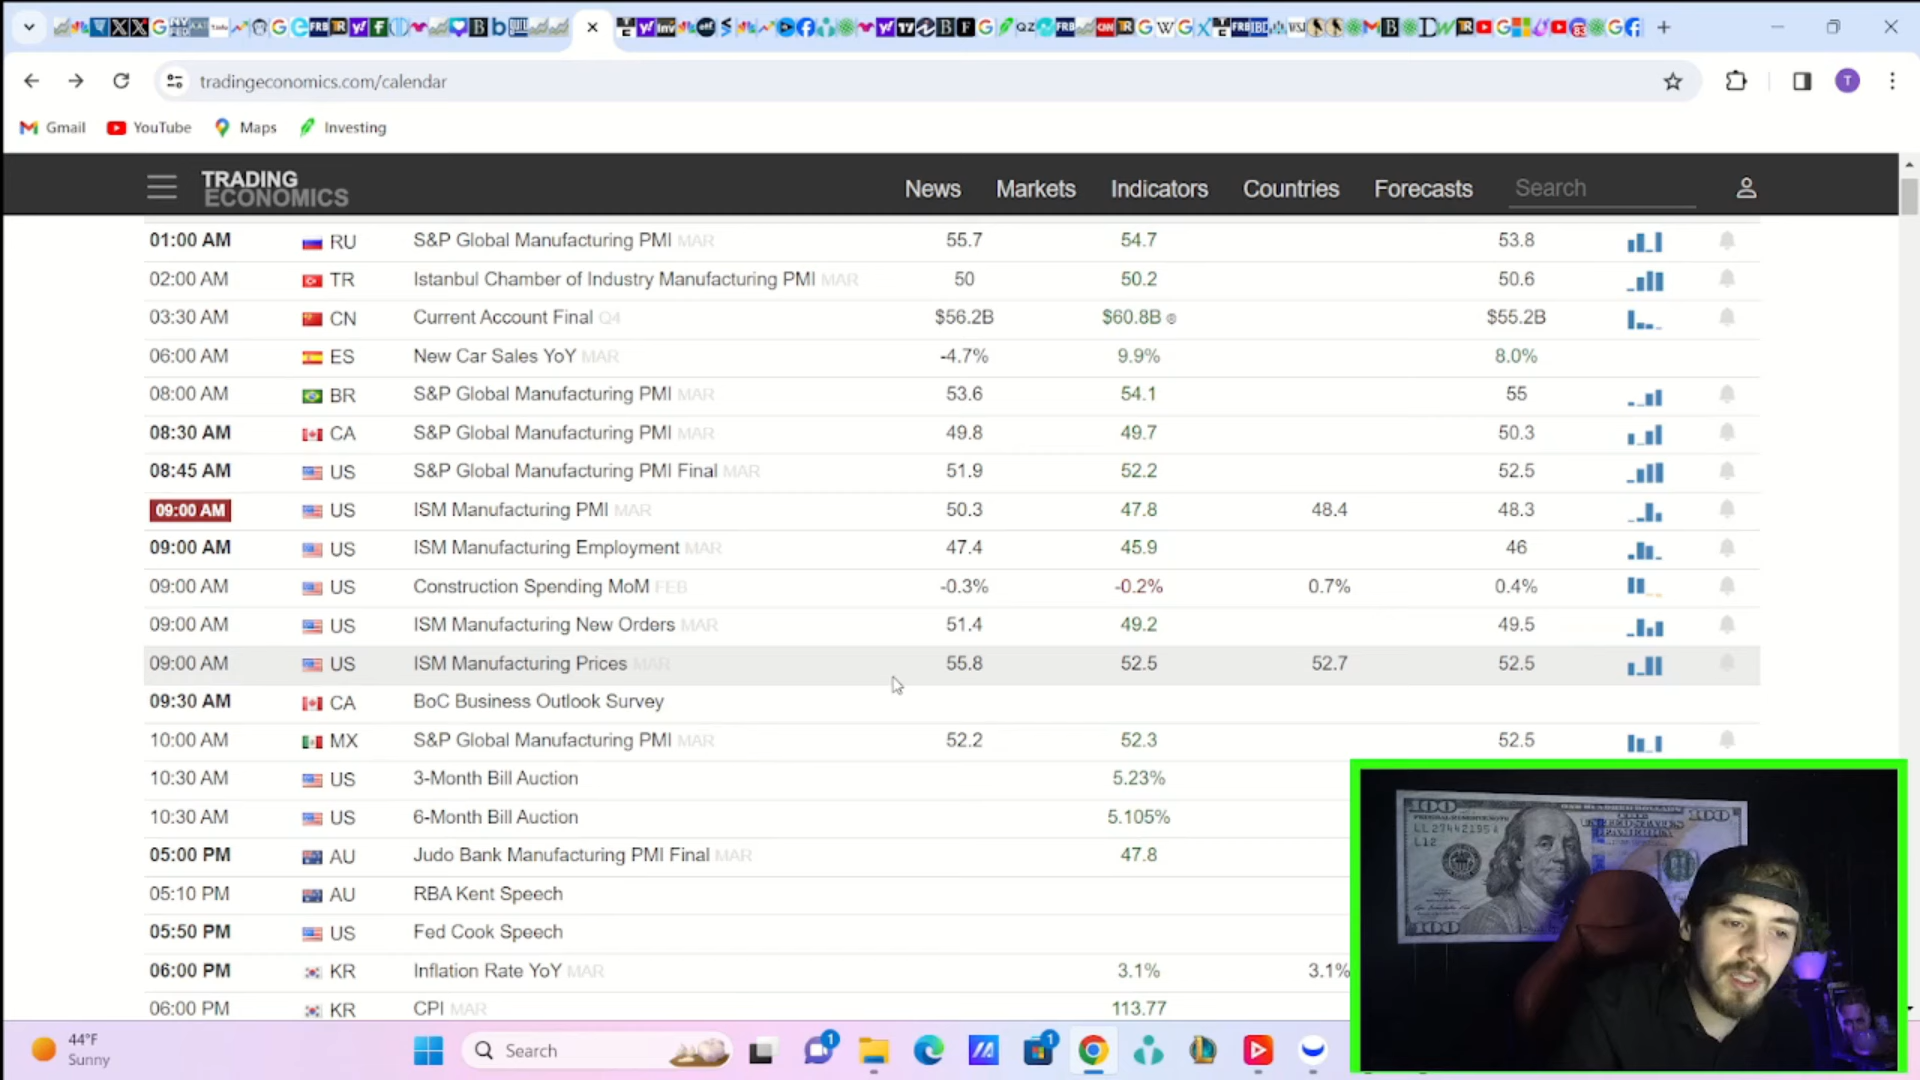 tradingeconomics.com/calendar
T
Gmail YouTube Maps Investing
TRADING
ECONOMICS
News Markets Indicators Countries Forecasts Search
01:00 AM RU S&P Global Manufacturing PMI MAR 55.7 54.7 53.8
02:00 AM TR Istanbul Chamber of Industry Manufacturing PMI MAR 50 50.2 50.6
03:30 AM CN Current Account Final Q4 $56.2B $60.8B ® $55.2B
06:00 AM ES New Car Sales YoY MAR -4.7% 9.9% 8.0%
08:00 AM BR S&P Global Manufacturing PMI MAR 53.6 54.1 55
08:30 AM CA S&P Global Manufacturing PMI MAR 49.8 49.7 50.3
08:45 AM US S&P Global Manufacturing PMI Final MAR 51.9 52.2 52.5
09:00 AM US ISM Manufacturing PMI MAR 50.3 47.8 48.4 48.3
09:00 AM US ISM Manufacturing Employment MAR 47.4 45.9 46
09:00 AM US Construction Spending MoM FEB -0.3% -0.2% 0.7% 0.4%
09:00 AM US ISM Manufacturing New Orders MAR 51.4 49.2 49.5
09:00 AM US ISM Manufacturing Prices MAR 55.8 52.5 52.7 52.5
09:30 AM CA BoC Business Outlook Survey
10:00 AM MX S&P Global Manufacturing PMI MAR 52.2 52.3 52.5
10:30 AM US 3-Month Bill Auction 5.23%
10:30 AM US 6-Month Bill Auction 5.105%
05:00 PM AU Judo Bank Manufacturing PMI Final MAR 47.8
05:10 PM AU RBA Kent Speech
05:50 PM US Fed Cook Speech
06:00 PM KR Inflation Rate YoY MAR 3.1% 3.1%
06:00 PM KR CPI MAR 113.77
100 100
LL 27442195
L12
100
44°F
Sunny
Search
1
1